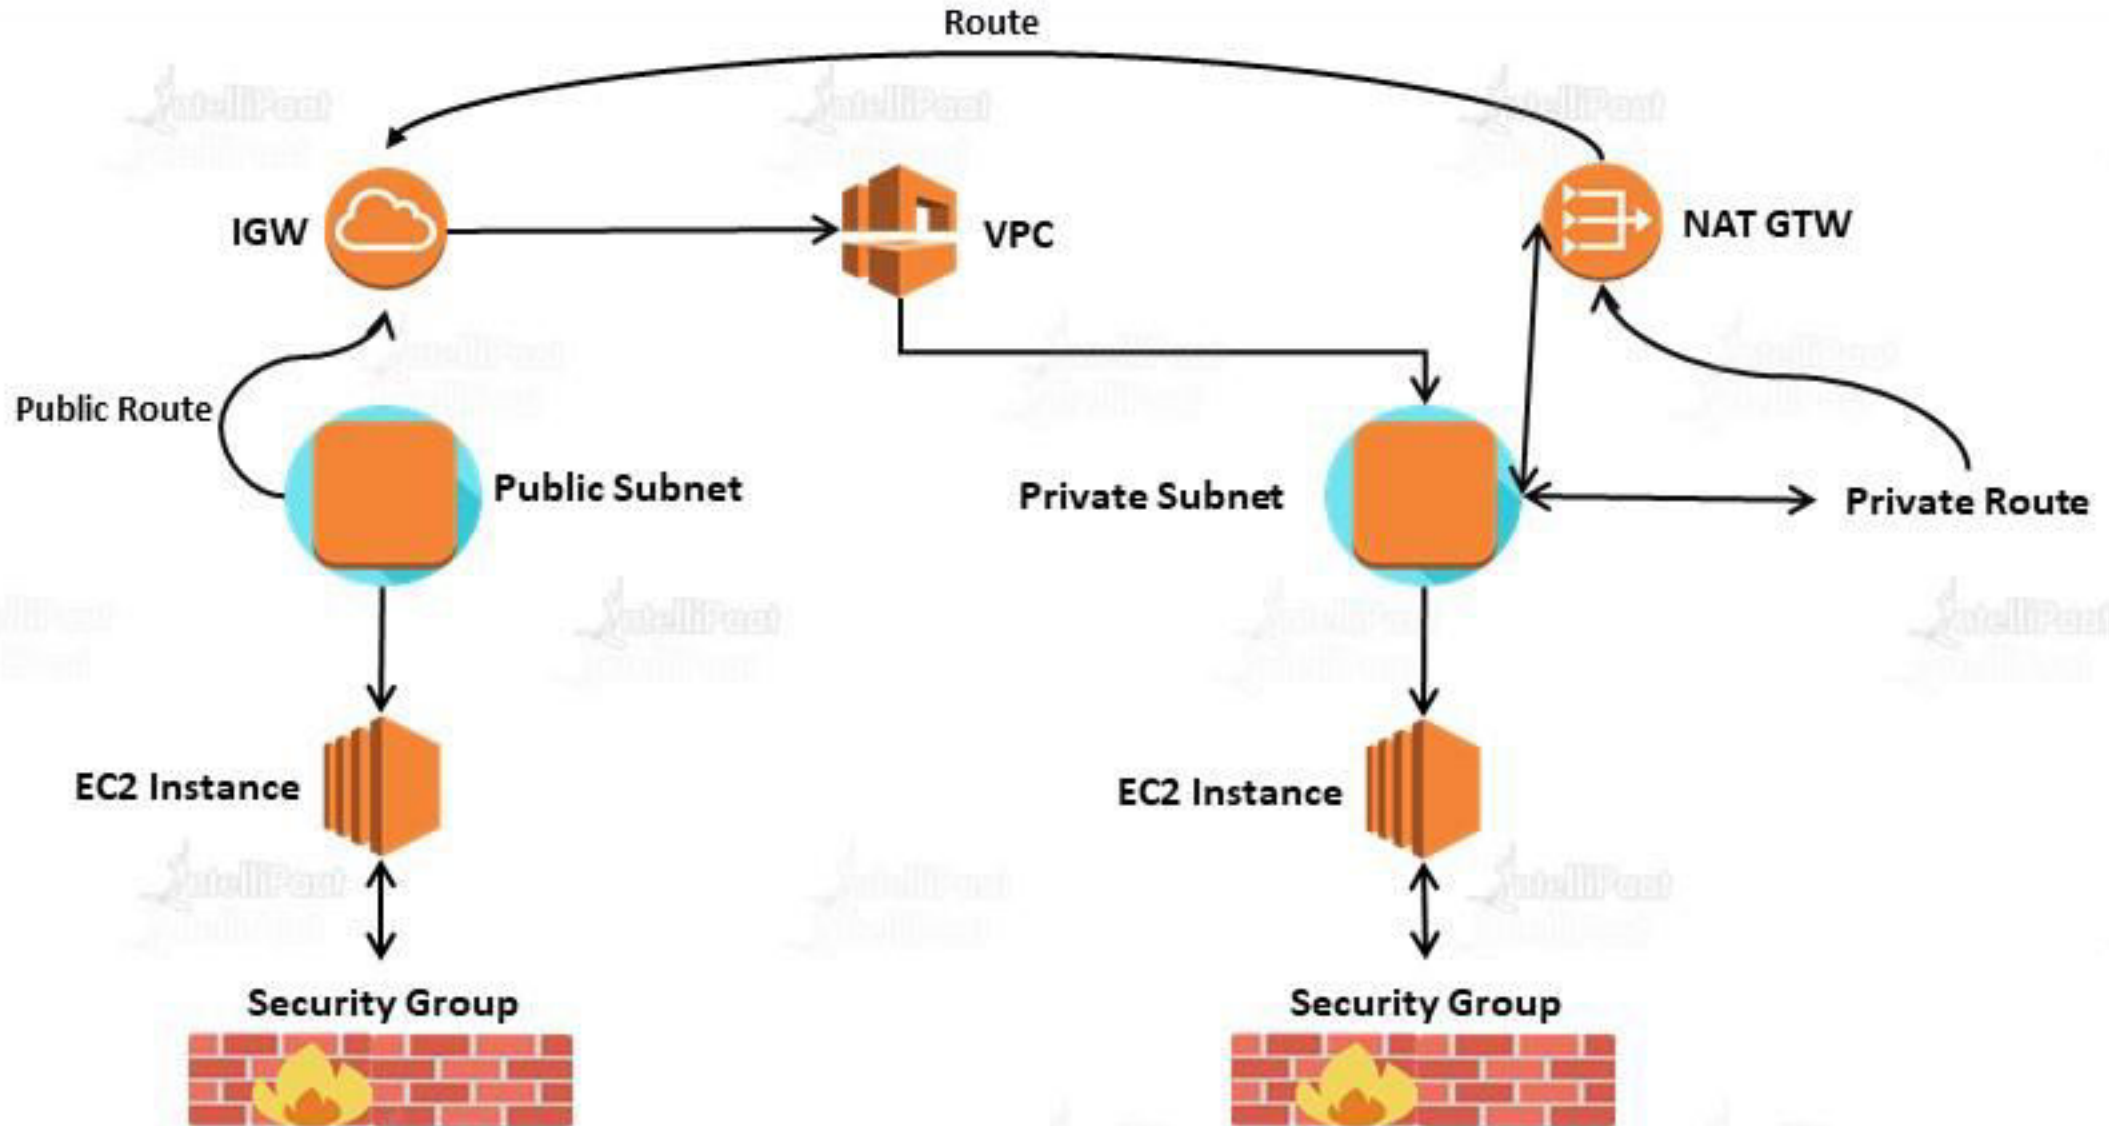 Route
IGW
VPC
NAT GTW
Public Route
Public Subnet
Private Subnet
Private Route
EC2 Instance
EC2 Instance
Security Group
Security Group